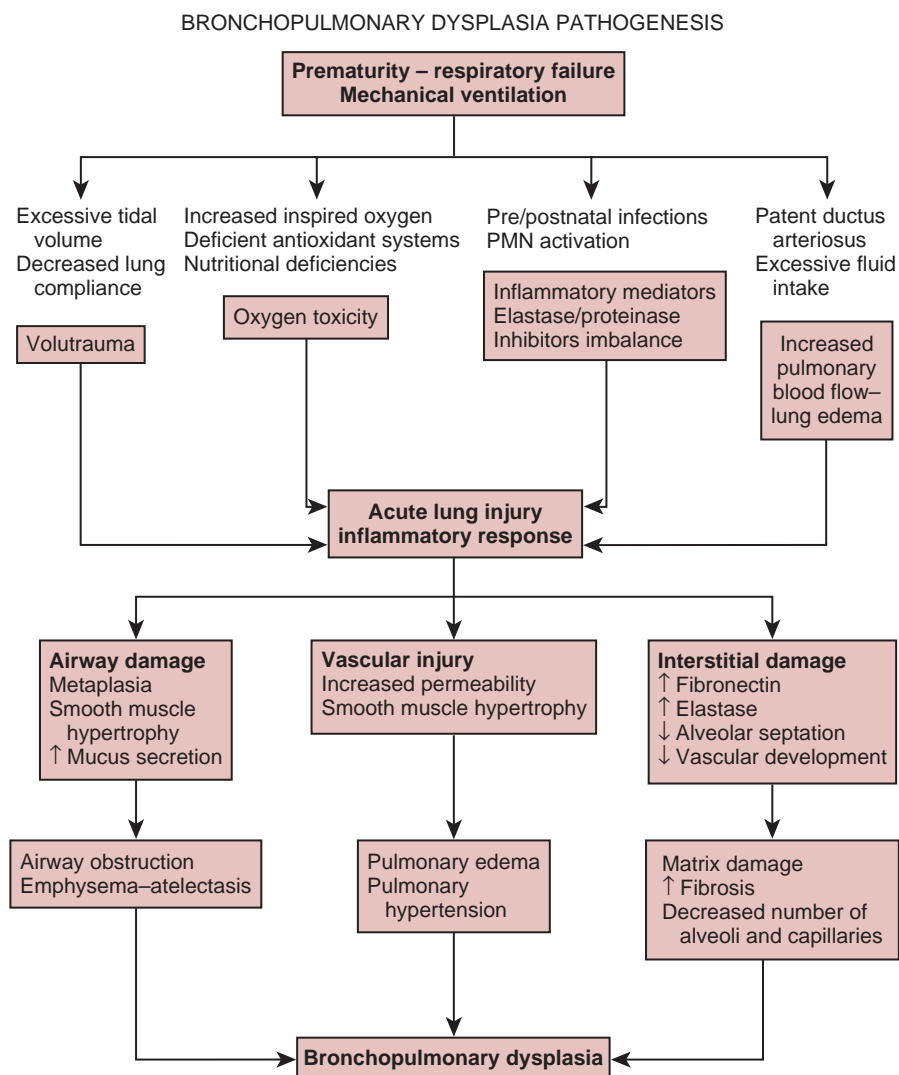 BRONCHOPULMONARY DYSPLASIA PATHOGENESIS
Prematurity – respiratory failure
Mechanical ventilation
Excessive tidal
volume
Decreased lung
compliance
Volutrauma
Increased inspired oxygen
Deficient antioxidant systems
Nutritional deficiencies
Oxygen toxicity
Pre/postnatal infections
PMN activation
Inflammatory mediators
Elastase/proteinase
Inhibitors imbalance
Patent ductus
arteriosus
Excessive fluid
intake
Increased
pulmonary
blood flow–
lung edema
Acute lung injury
inflammatory response
Airway damage
Metaplasia
Smooth muscle
hypertrophy
↑ Mucus secretion
Vascular injury
Increased permeability
Smooth muscle hypertrophy
Interstitial damage
↑ Fibronectin
↑ Elastase
↓ Alveolar septation
↓ Vascular development
Airway obstruction
Emphysema–atelectasis
Pulmonary edema
Pulmonary
hypertension
Matrix damage
↑ Fibrosis
Decreased number of
alveoli and capillaries
Bronchopulmonary dysplasia